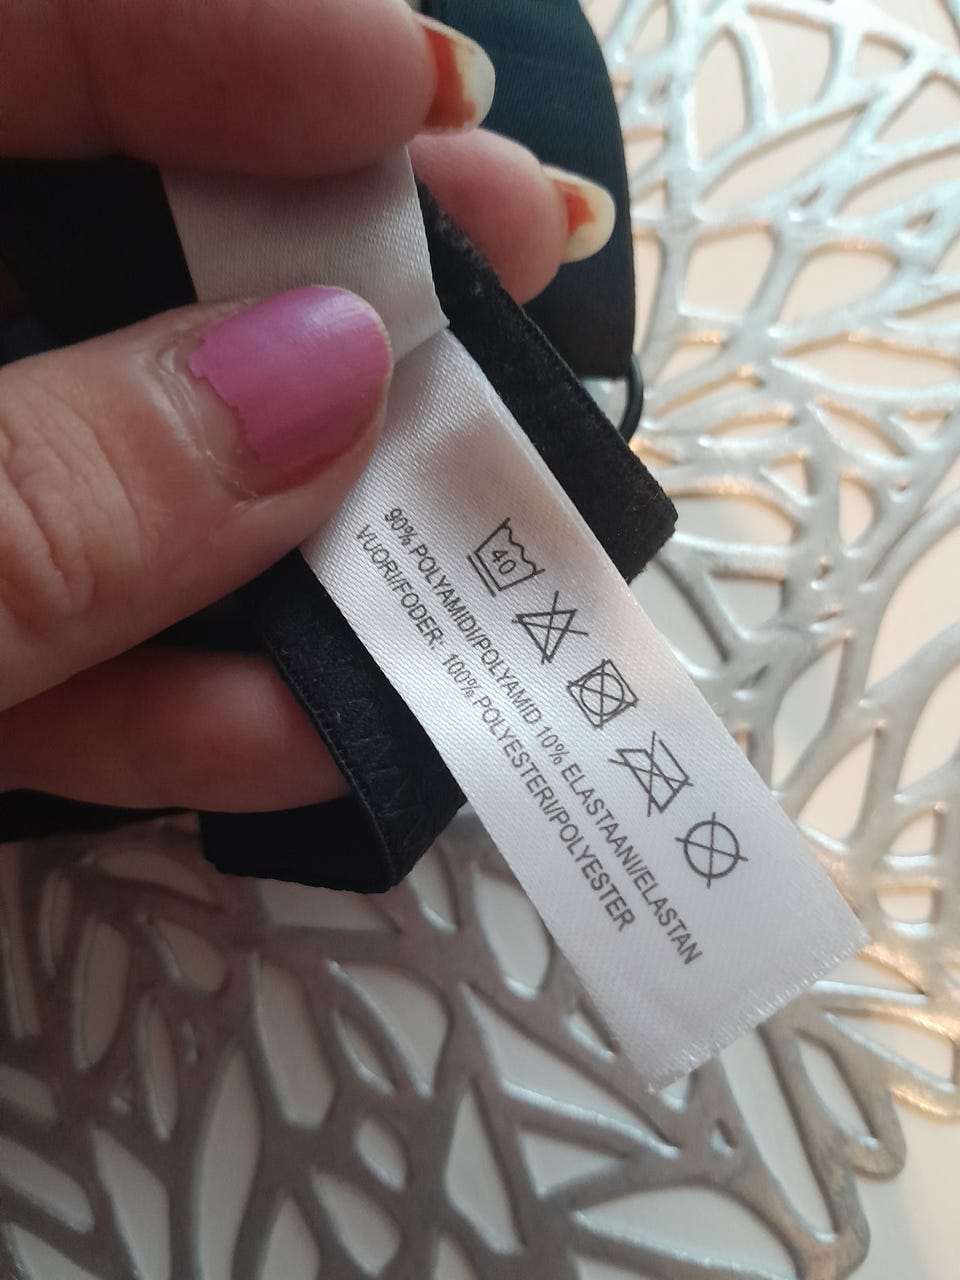 40
90% POLYAMIDI/POLYAMID 10% ELASTAANI/ELASTAN
VUORI/FODER: 100% POLYESTERI/POLYESTER